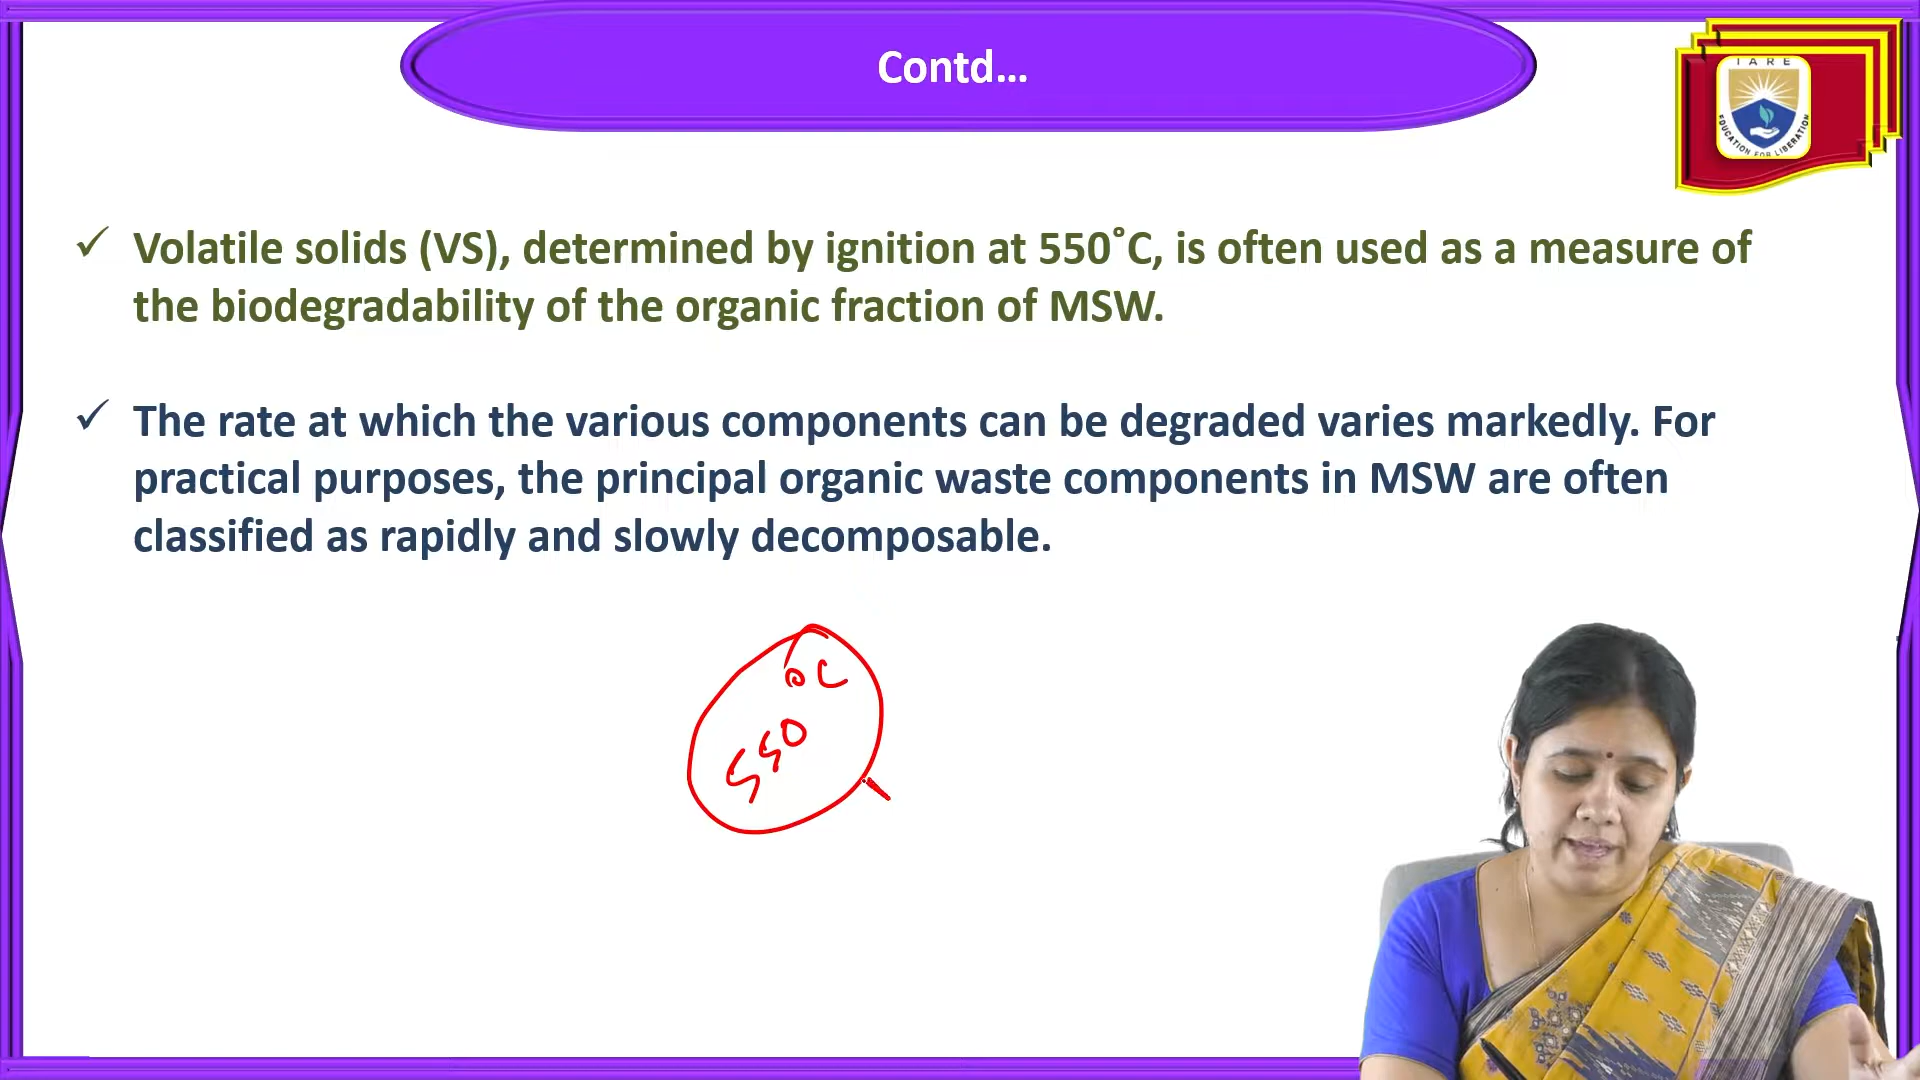 Contd...
IARE
EDUCATION FOR LIBERATION
✓ Volatile solids (VS), determined by ignition at 550˚C, is often used as a measure of
the biodegradability of the organic fraction of MSW.
✓ The rate at which the various components can be degraded varies markedly. For
practical purposes, the principal organic waste components in MSW are often
classified as rapidly and slowly decomposable.
°C
550